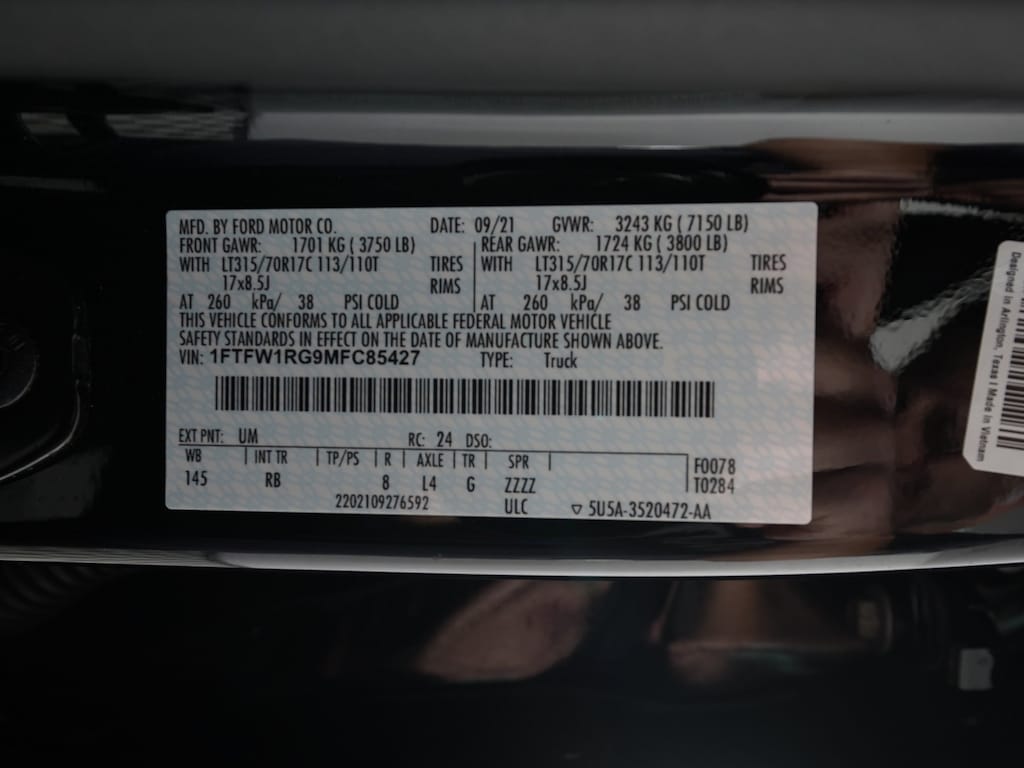 MFD. BY FORD MOTOR CO. DATE: 09/21 GVWR: 3243 KG ( 7150 LB)
FRONT GAWR: 1701 KG ( 3750 LB) REAR GAWR: 1724 KG ( 3800 LB)
WITH LT315/70R17C 113/110T TIRES WITH LT315/70R17C 113/110T TIRES
17x8.5J RIMS 17x8.5J RIMS
AT 260 kPa/ 38 PSI COLD AT 260 kPa/ 38 PSI COLD
THIS VEHICLE CONFORMS TO ALL APPLICABLE FEDERAL MOTOR VEHICLE
SAFETY STANDARDS IN EFFECT ON THE DATE OF MANUFACTURE SHOWN ABOVE.
VIN: 1FTFW1RG9MFC85427 TYPE: Truck
EXT PNT: UM RC: 24 DSO:
WB INT TR TP/PS R AXLE TR SPR F0078
145 RB 8 L4 G ZZZZ T0284
2202109276592 ULC ▽ 5U5A-3520472-AA
Designed in Arlington, Texas | Made in Vietnam